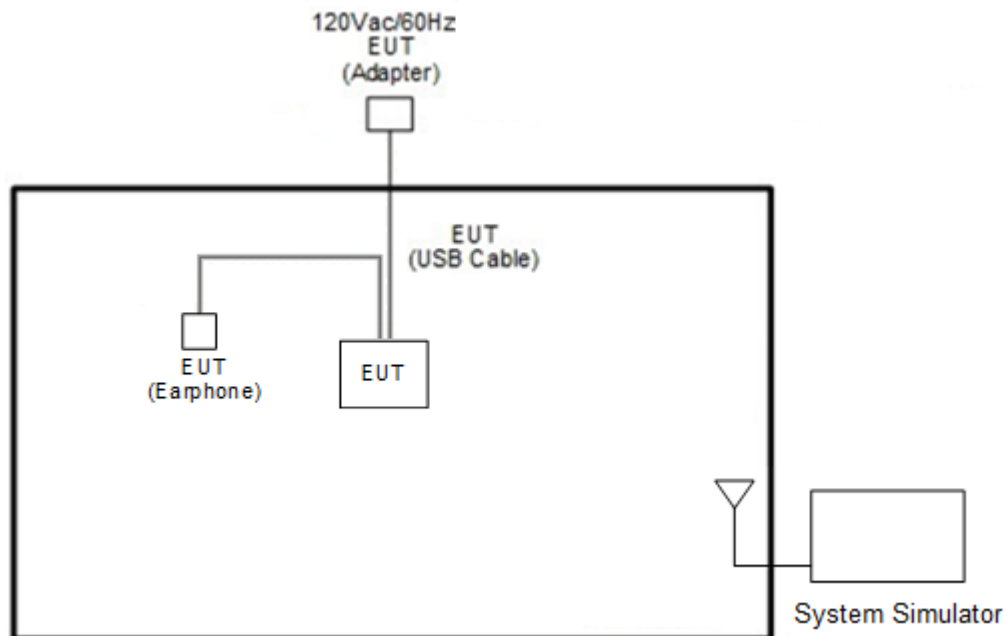 120Vac/60Hz
EUT
(Adapter)
EUT
(USB Cable)
EUT
(Earphone)
EUT
System Simulator